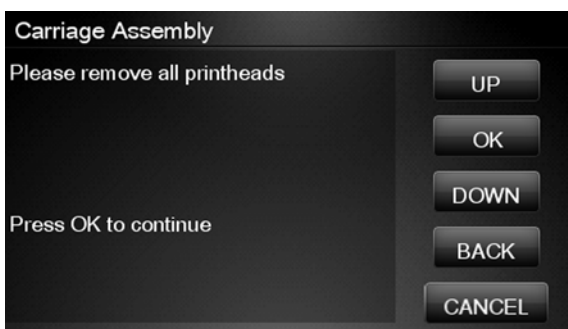 Carriage Assembly
Please remove all printheads
Press OK to continue
UP
OK
DOWN
BACK
CANCEL